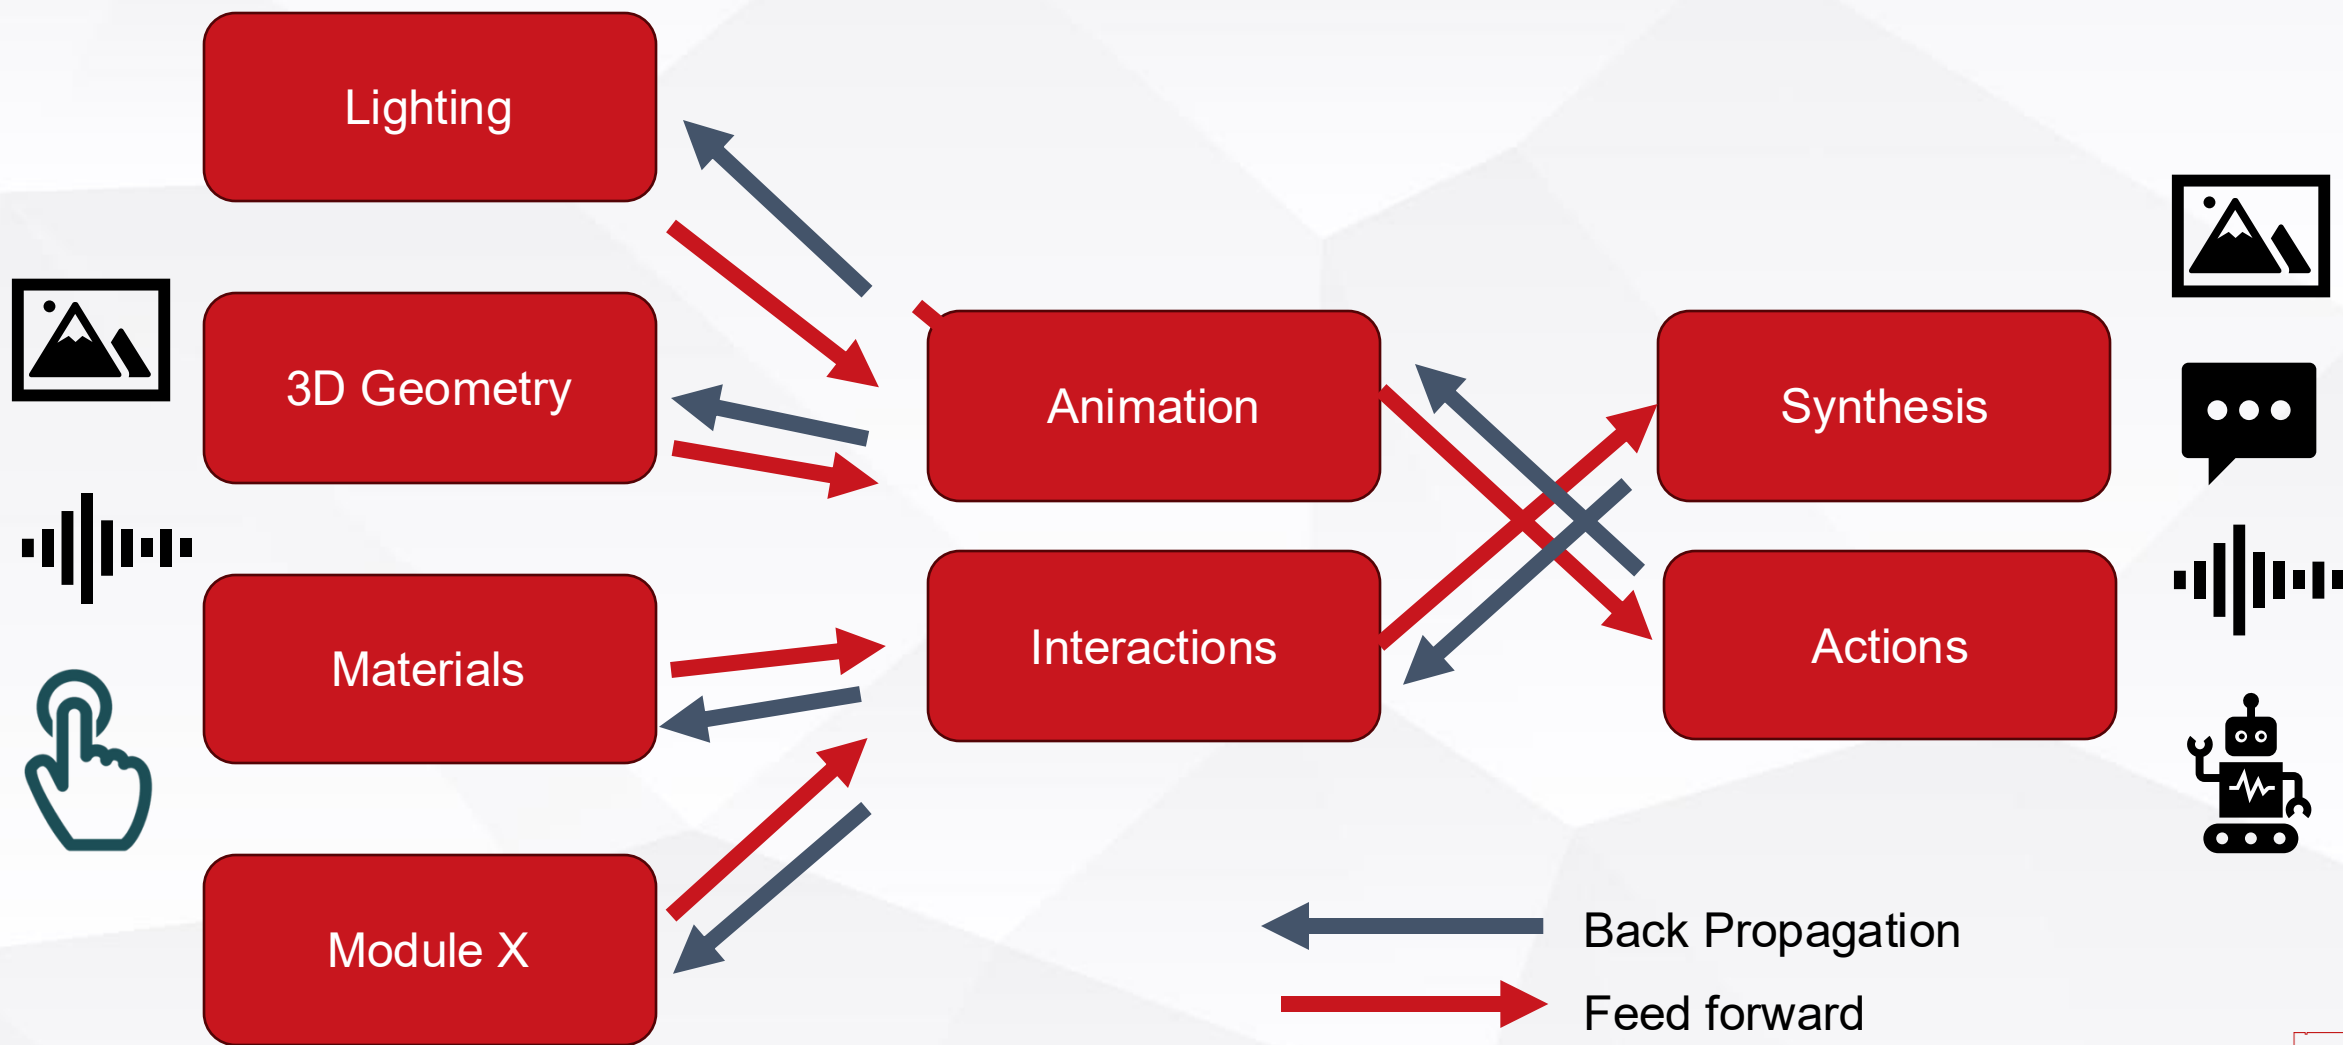 Lighting
3D Geometry
Materials
Module X
Animation
Interactions
Synthesis
Actions
Back Propagation
Feed forward